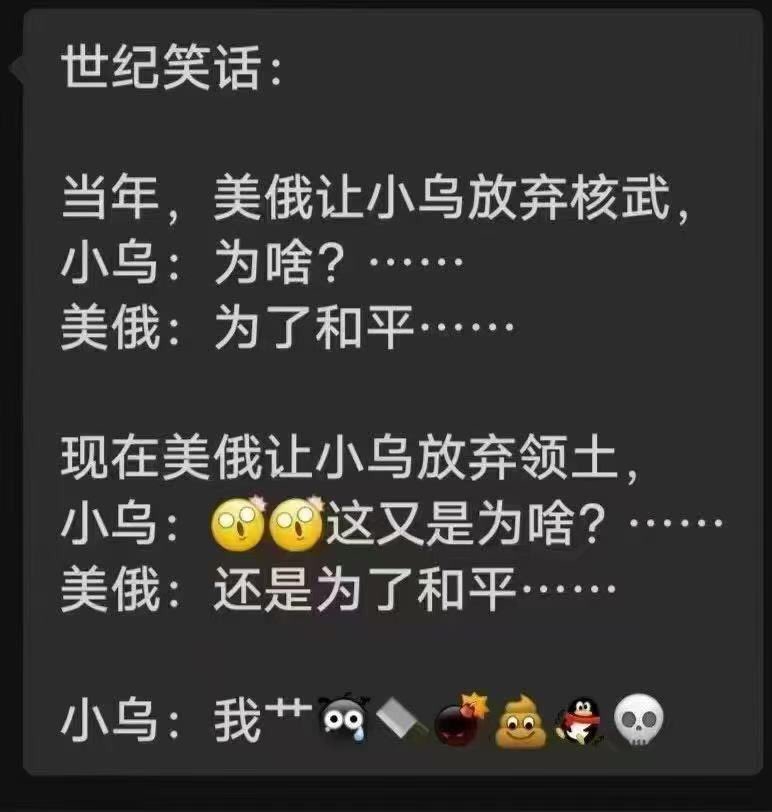 世纪笑话：
当年，美俄让小乌放弃核武，
小乌：为啥？……
美俄：为了和平……
现在美俄让小乌放弃领土，
小乌：😱😱这又是为啥？……
美俄：还是为了和平……
小乌：我艹💣💩🐧💀